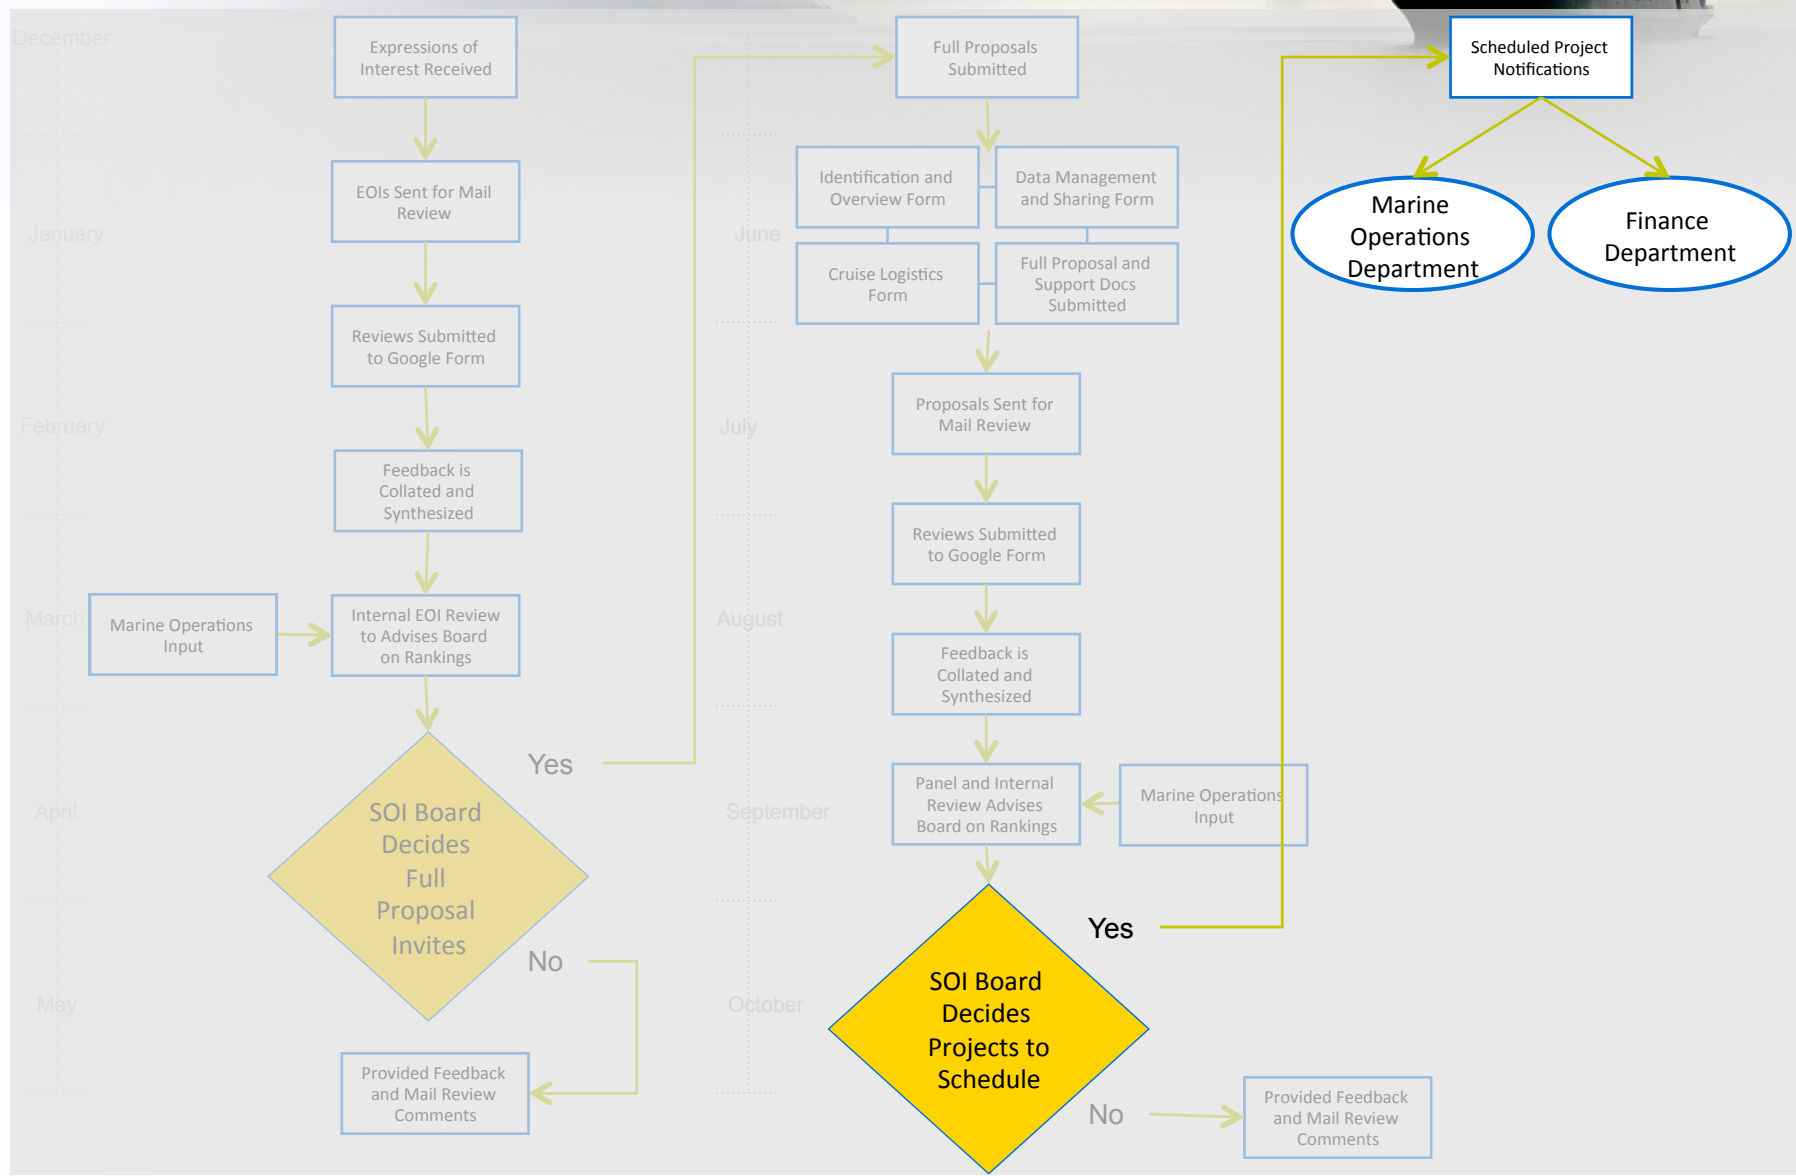 December
Expressions of
Interest Received
EOIs Sent for Mail
Review
January
Reviews Submitted
to Google Form
February
Feedback is
Collated and
Synthesized
March
Marine Operations
Input
Internal EOI Review
to Advises Board
on Rankings
Yes
April
SOI Board
Decides
Full
Proposal
Invites
No
May
Provided Feedback
and Mail Review
Comments
Full Proposals
Submitted
Identification and
Overview Form
Data Management
and Sharing Form
June
Cruise Logistics
Form
Full Proposal and
Support Docs
Submitted
July
Proposals Sent for
Mail Review
Reviews Submitted
to Google Form
August
Feedback is
Collated and
Synthesized
September
Panel and Internal
Review Advises
Board on Rankings
Marine Operations
Input
Yes
October
SOI Board
Decides
Projects to
Schedule
No
Provided Feedback
and Mail Review
Comments
Scheduled Project
Notifications
Marine
Operations
Department
Finance
Department